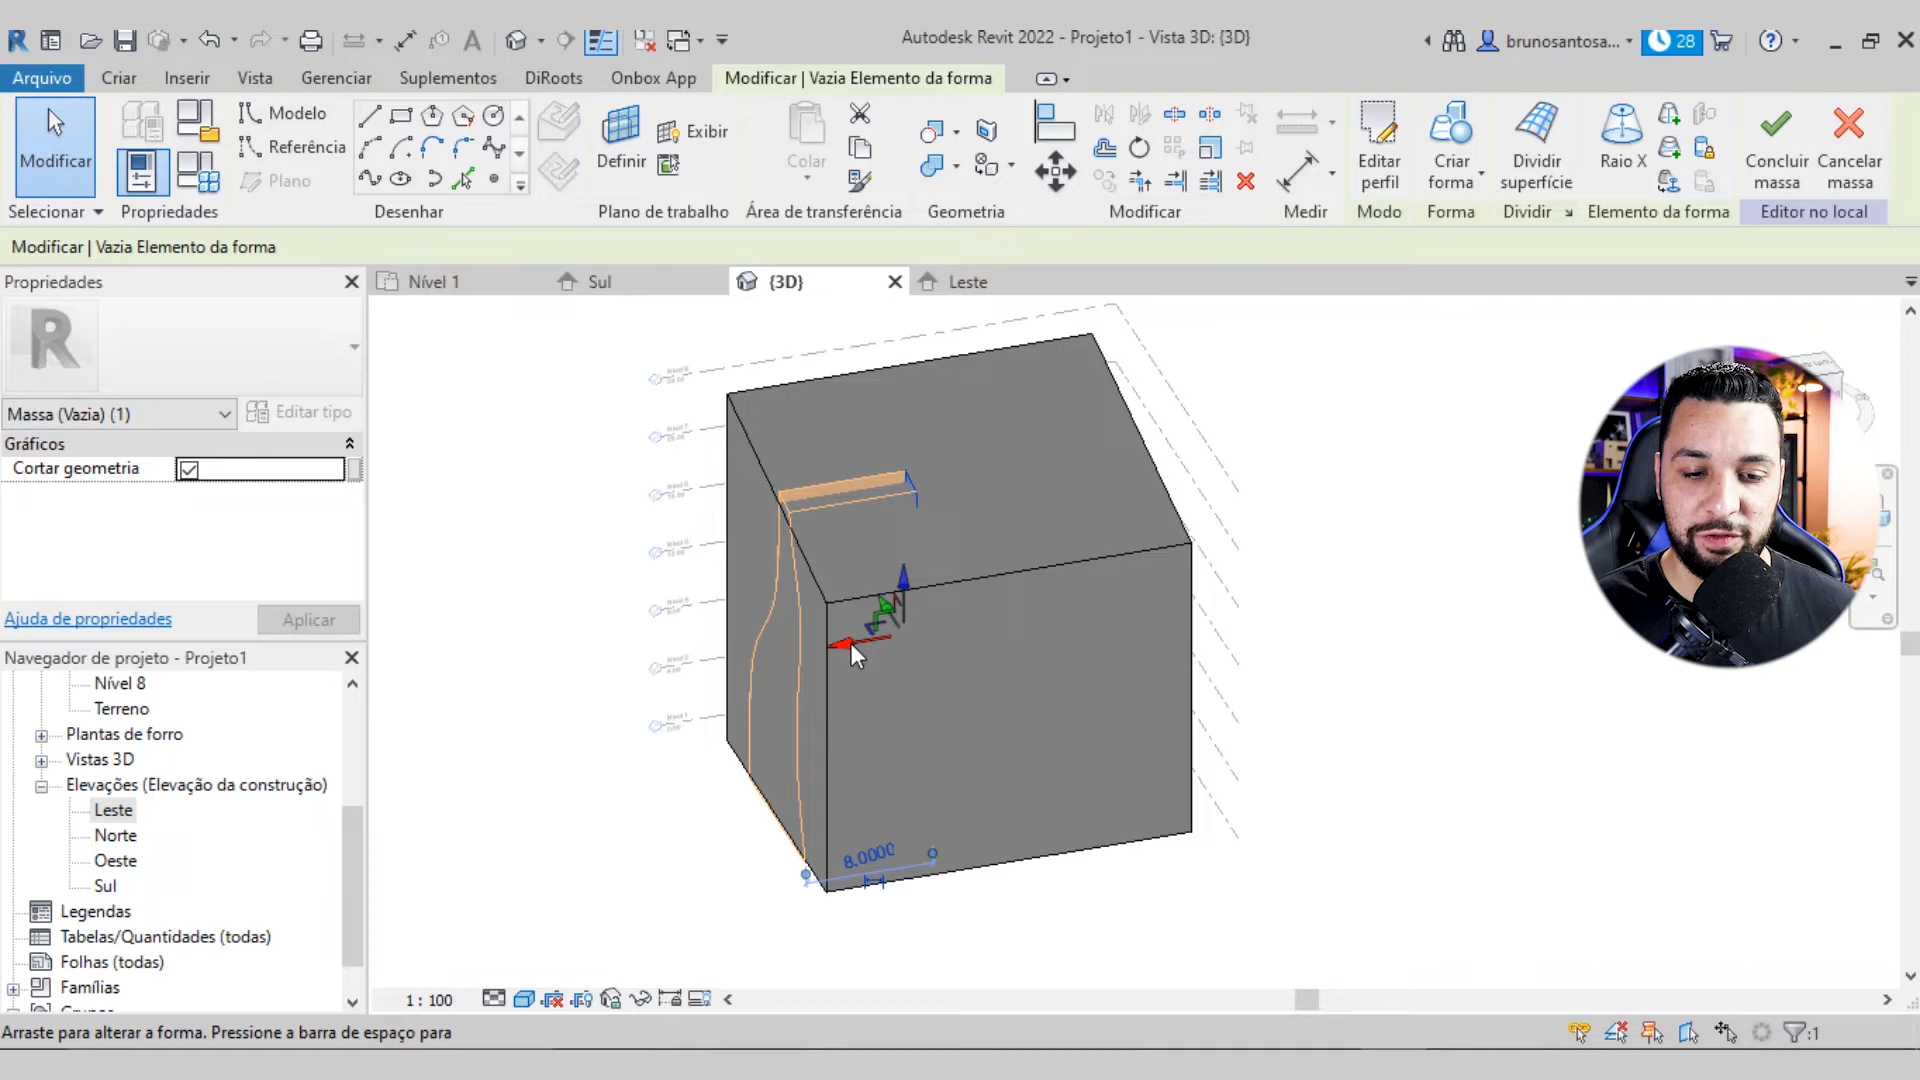 Autodesk Revit 2022 - Projeto1 - Vista 3D: {3D}
brunosantosa...
28
Arquivo
Criar
Inserir
Vista
Gerenciar
Suplementos
DiRoots
Onbox App
Modificar | Vazia Elemento da forma
Modificar
Modelo
Referência
Plano
Definir
Exibir
Colar
Editar perfil
Criar forma
Dividir superfície
Raio X
Concluir massa
Cancelar massa
Selecionar
Propriedades
Desenhar
Plano de trabalho
Área de transferência
Geometria
Modificar
Medir
Modo
Forma
Dividir
Elemento da forma
Editor no local
Modificar | Vazia Elemento da forma
Propriedades
Nível 1
Sul
{3D}
Leste
R
Massa (Vazia) (1)
Editar tipo
Gráficos
Cortar geometria
Ajuda de propriedades
Aplicar
Navegador de projeto - Projeto1
Nível 8
Terreno
Plantas de forro
Vistas 3D
Elevações (Elevação da construção)
Leste
Norte
Oeste
Sul
Legendas
Tabelas/Quantidades (todas)
Folhas (todas)
Famílias
8.0000
1 : 100
Arraste para alterar a forma. Pressione a barra de espaço para
:1